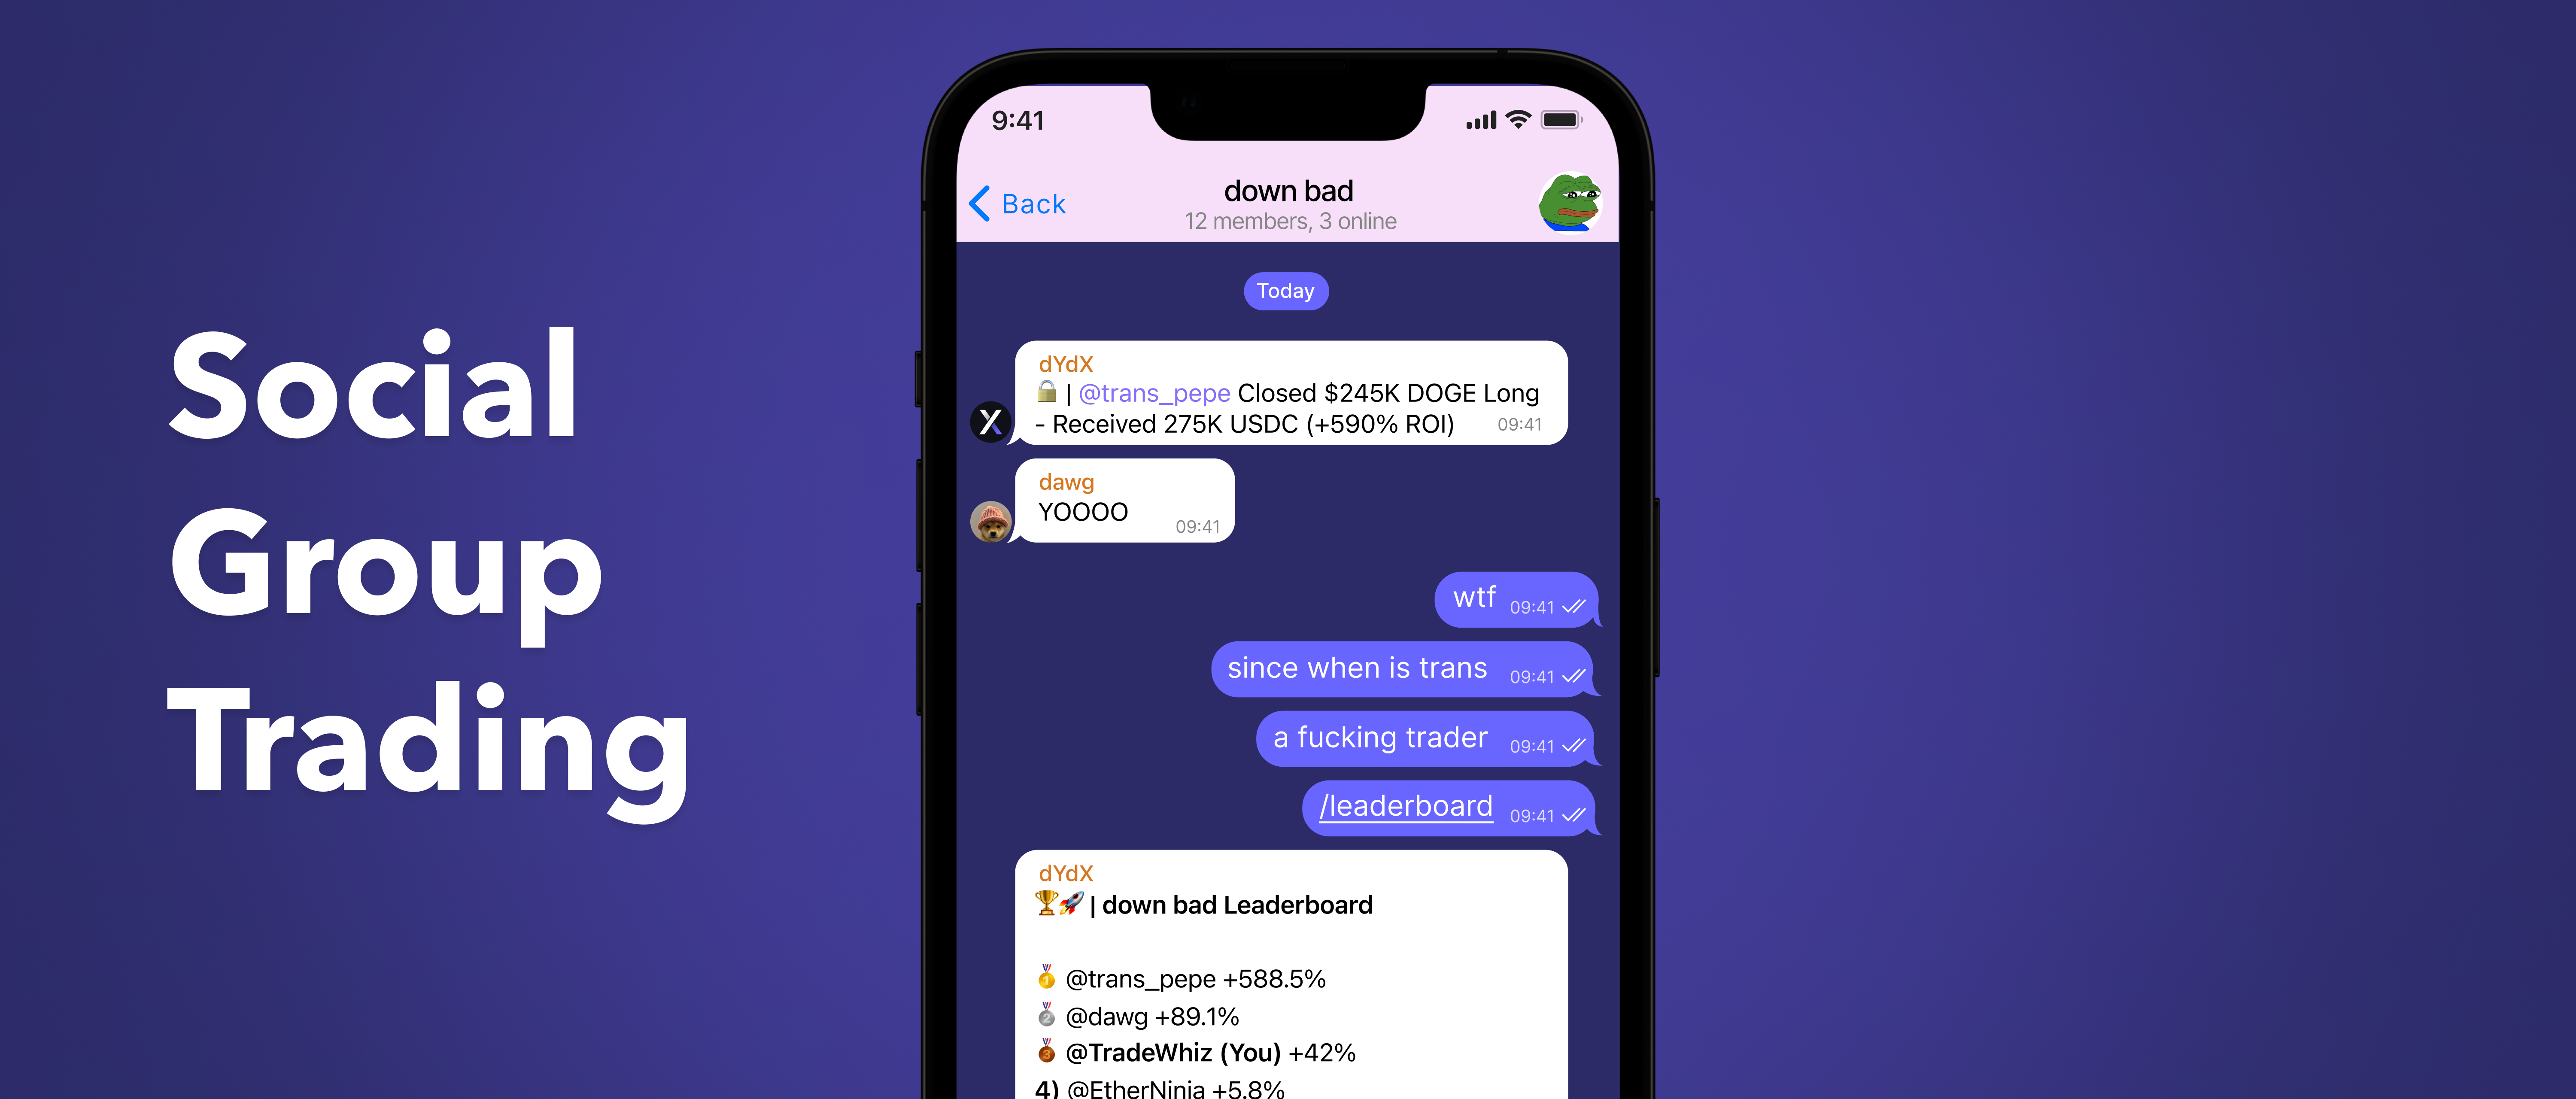 Social
Group
Trading
9:41
Back
down bad
12 members, 3 online
Today
dYdX
🔒 | @trans_pepe Closed $245K DOGE Long
- Received 275K USDC (+590% ROI) 09:41
dawg
YOOOO 09:41
wtf 09:41
since when is trans 09:41
a fucking trader 09:41
/leaderboard 09:41
dYdX
🏆🚀 | down bad Leaderboard
🥇 @trans_pepe +588.5%
🥈 @dawg +89.1%
🥉 @TradeWhiz (You) +42%
4) @EtherNinja +5.8%